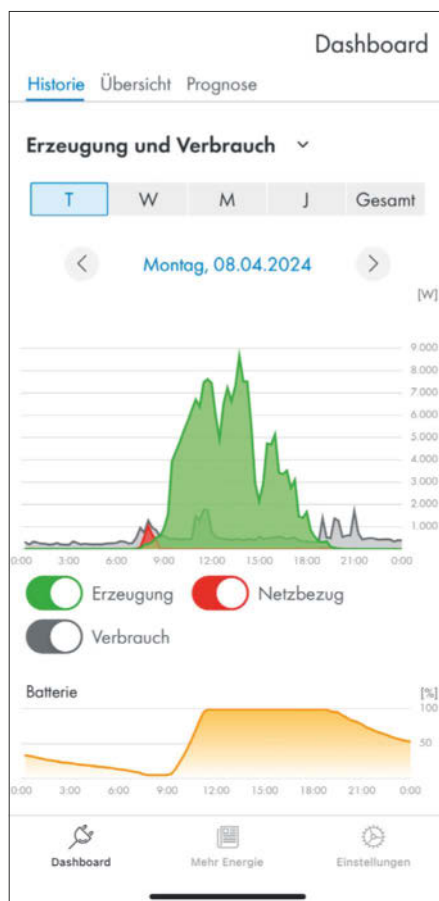 Dashboard
Historie Übersicht Prognose
Erzeugung und Verbrauch
T W M J Gesamt
Montag, 08.04.2024
[W]
9.000
8.000
7.000
6.000
5.000
4.000
3.000
2.000
1.000
0:00 3:00 6:00 9:00 12:00 15:00 18:00 21:00 0:00
Erzeugung Netzbezug
Verbrauch
Batterie [%]
100
50
0:00 3:00 6:00 9:00 12:00 15:00 18:00 21:00 0:00
Dashboard Mehr Energie Einstellungen